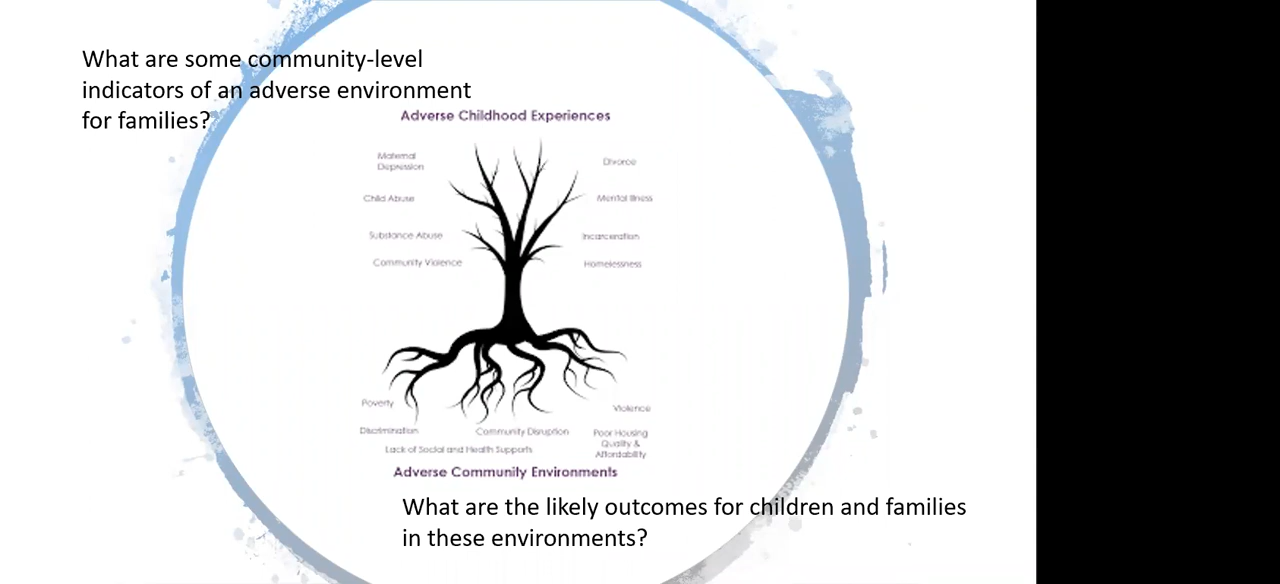 What are some community-level
indicators of an adverse environment
for families?
Adverse Childhood Experiences
Maternal
Depression
Divorce
Child Abuse
Mental Illness
Substance Abuse
Incarceration
Community Violence
Homelessness
Poverty
Violence
Discrimination
Community Disruption
Poor Housing
Quality &
Affordability
Lack of Social and Health Supports
Adverse Community Environments
What are the likely outcomes for children and families
in these environments?